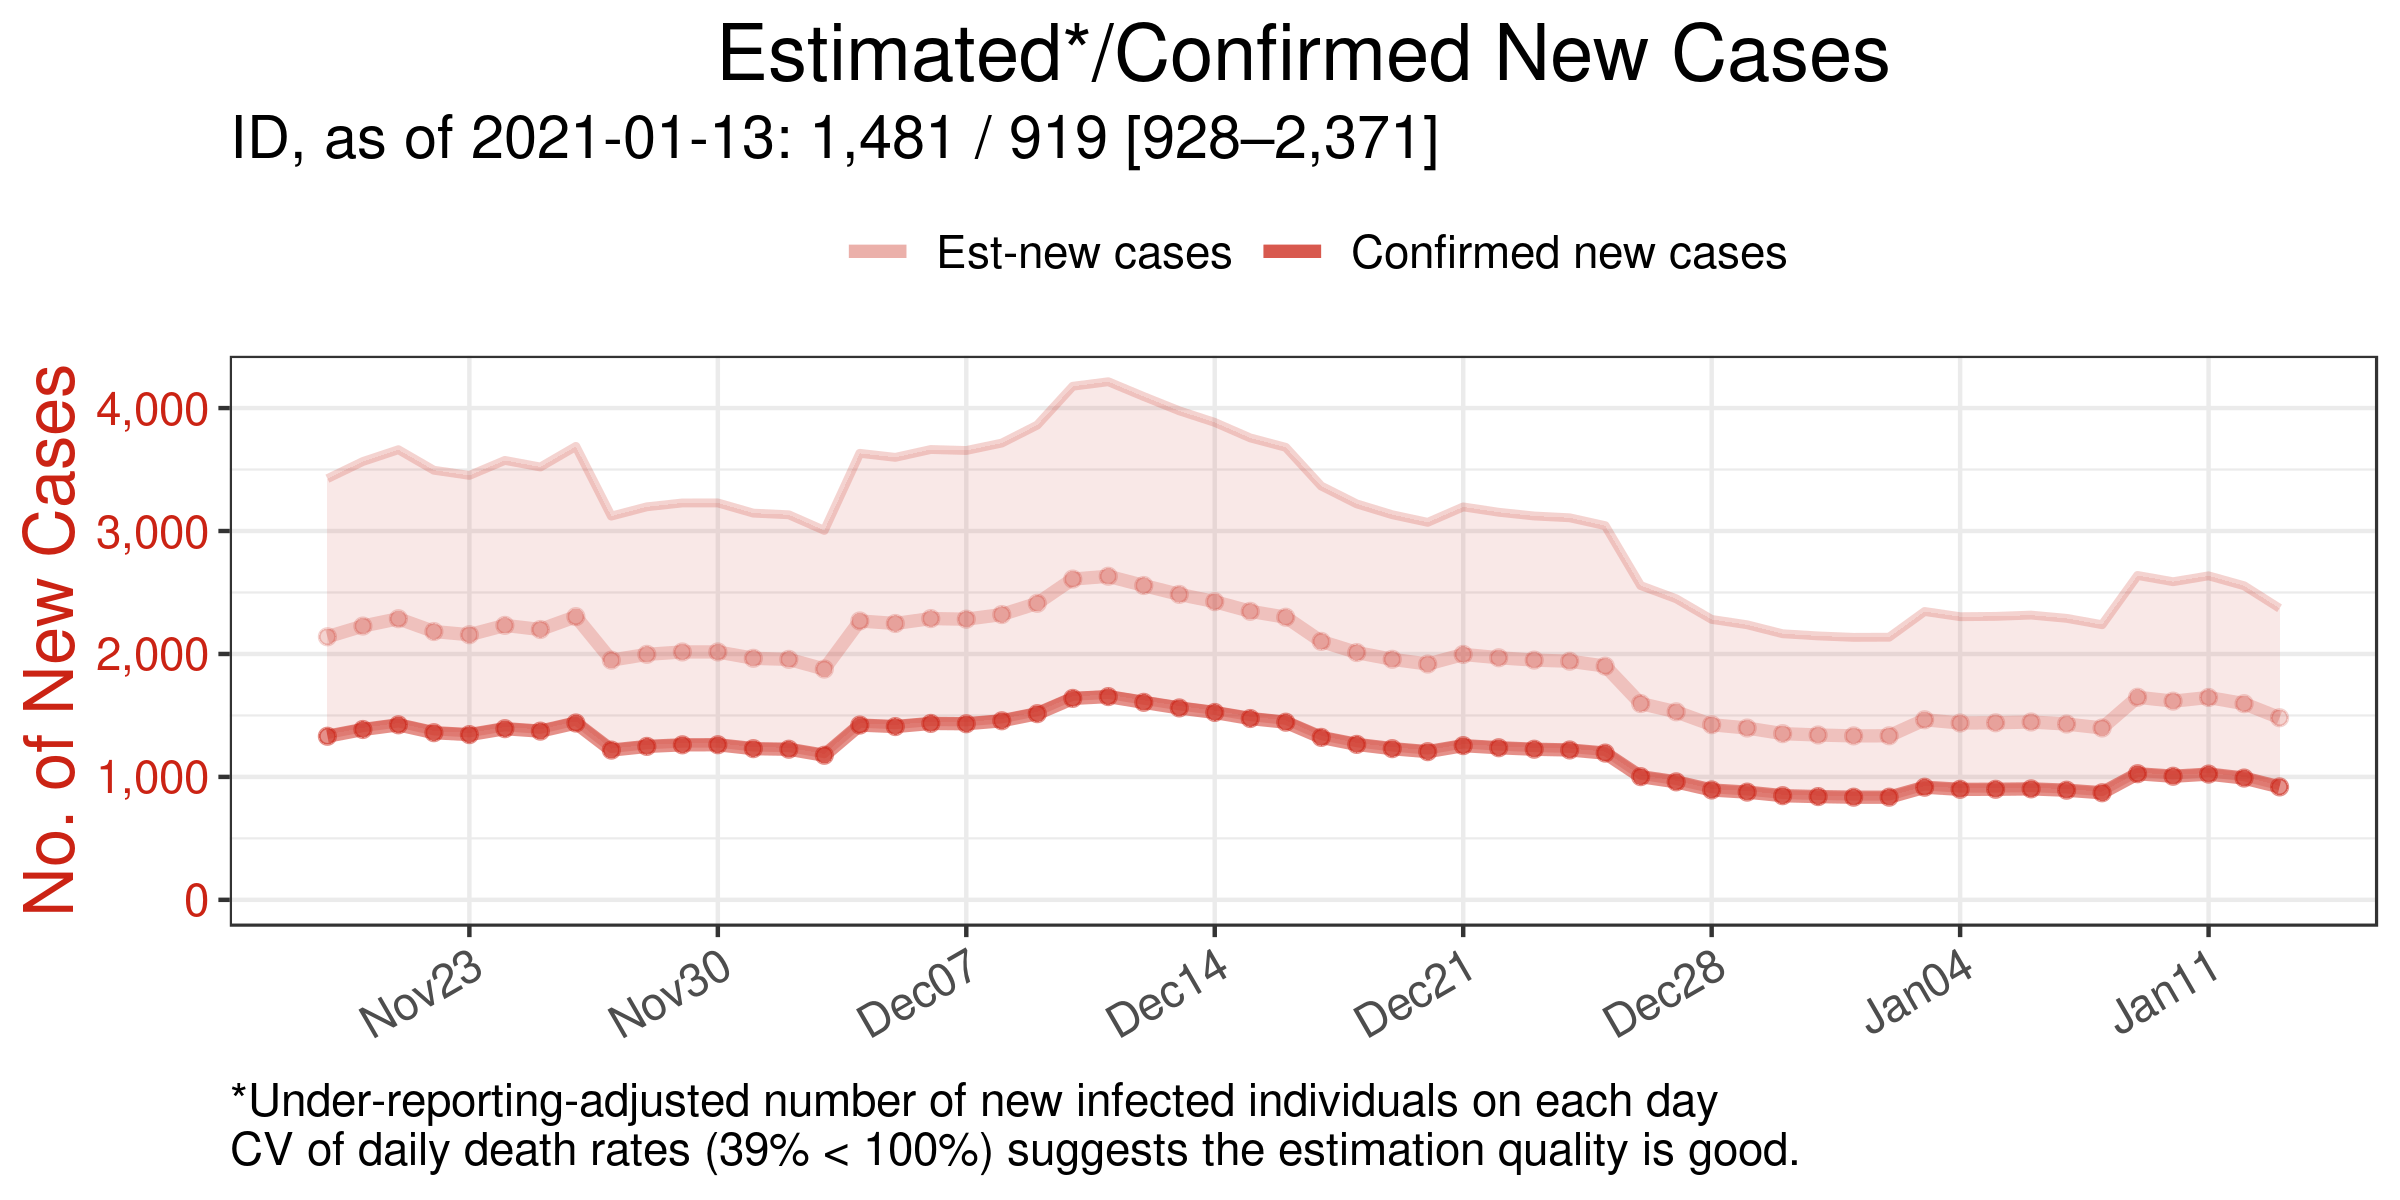 Estimated*/Confirmed New Cases
ID, as of 2021-01-13: 1,481 / 919 [928–2,371]
Est-new cases
Confirmed new cases
No. of New Cases
4,000
3,000
2,000
1,000
0
Nov23
Nov30
Dec07
Dec14
Dec21
Dec28
Jan04
Jan11
*Under-reporting-adjusted number of new infected individuals on each day
CV of daily death rates (39% < 100%) suggests the estimation quality is good.